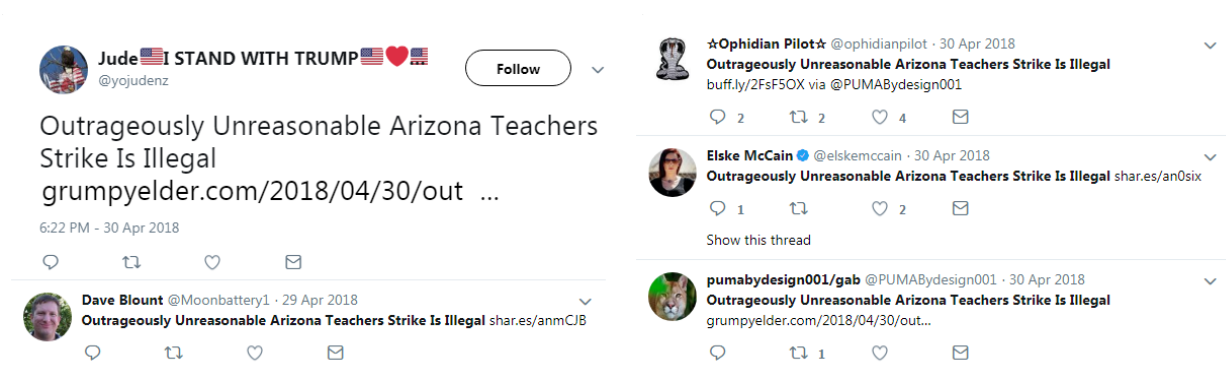 Jude🇺🇸I STAND WITH TRUMP🇺🇸❤️🇺🇸
@yojudenz
Follow
Outrageously Unreasonable Arizona Teachers
Strike Is Illegal
grumpyelder.com/2018/04/30/out …
6:22 PM - 30 Apr 2018
Dave Blount @Moonbattery1 · 29 Apr 2018
Outrageously Unreasonable Arizona Teachers Strike Is Illegal shar.es/anmCJB
☆Ophidian Pilot☆ @ophidianpilot · 30 Apr 2018
Outrageously Unreasonable Arizona Teachers Strike Is Illegal
buff.ly/2FsF5OX via @PUMABydesign001
2 2 4
Elske McCain @elskemccain · 30 Apr 2018
Outrageously Unreasonable Arizona Teachers Strike Is Illegal shar.es/an0six
1 2
Show this thread
pumabydesign001/gab @PUMABydesign001 · 30 Apr 2018
Outrageously Unreasonable Arizona Teachers Strike Is Illegal
grumpyelder.com/2018/04/30/out…
1